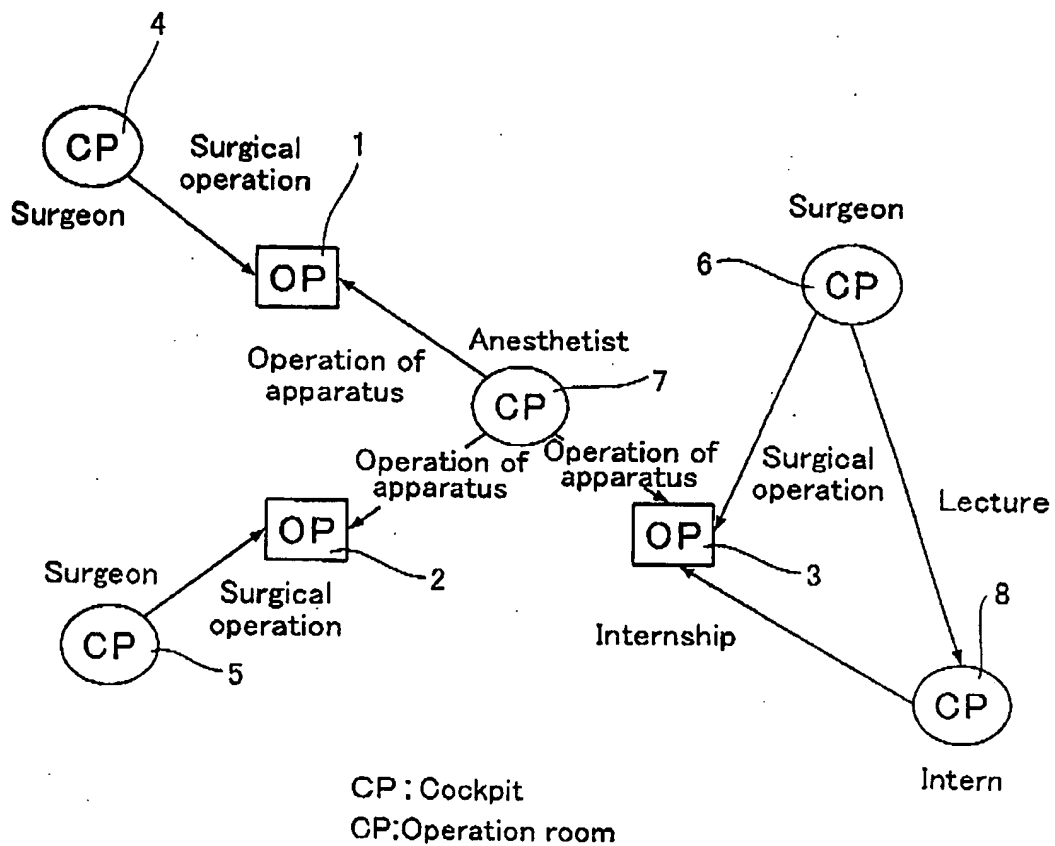 4
CP
Surgical
operation
1
Surgeon
OP
Surgeon
6
CP
Operation of
apparatus
Anesthetist
7
CP
Operation of
apparatus
Operation of
apparatus
Surgical
operation
Lecture
OP
2
OP
3
Surgeon
Surgical
operation
CP
5
Internship
8
CP
Intern
CP : Cockpit
CP:Operation room